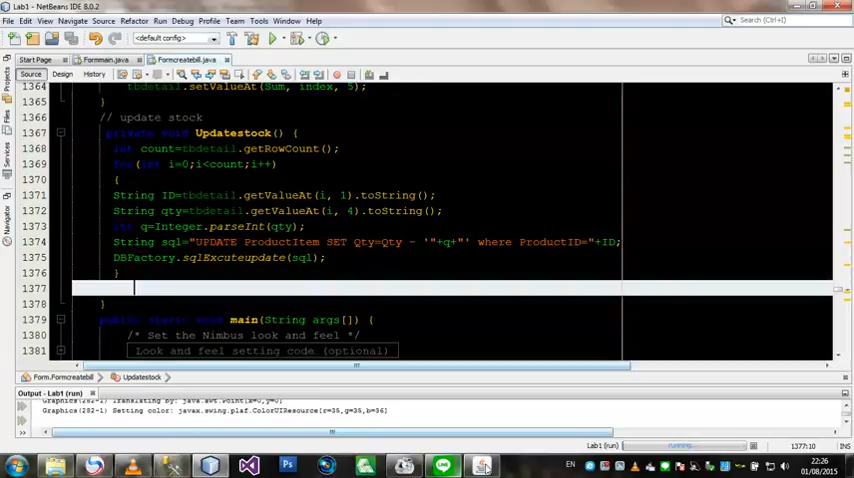 Lab1 - NetBeans IDE 8.0.2
File Edit View Navigate Source Refactor Run Debug Profile Team Tools Window Help
Search (Ctrl+I)
<default config>
Start Page Formmain.java Formcreatebill.java
Source Design History
Projects
Files
Services
Navigator
1364 tbdetail.setValueAt(Sum, index, 5);
1365 }
1366 // update stock
1367 private void Updatestock() {
1368 int count=tbdetail.getRowCount();
1369 for(int i=0;i<count;i++)
1370 {
1371 String ID=tbdetail.getValueAt(i, 1).toString();
1372 String qty=tbdetail.getValueAt(i, 4).toString();
1373 int q=Integer.parseInt(qty);
1374 String sql="UPDATE ProductItem SET Qty=Qty - '"+q+"' where ProductID="+ID;
1375 DBFactory.sqlExcuteupdate(sql);
1376 }
1377
1378 }
1379 public static void main(String args[]) {
1380 /* Set the Nimbus look and feel */
1381 Look and feel setting code (optional)
Form.Formcreatebill Updatestock
Output - Lab1 (run)
Graphics(282-1) Translating by: java.awt.Point[x=0,y=0]
Graphics(282-1) Setting color: javax.swing.plaf.ColorUIResource[r=35,g=35,b=36]
Lab1 (run) running... 1377:10 INS
EN 22:26
01/08/2015